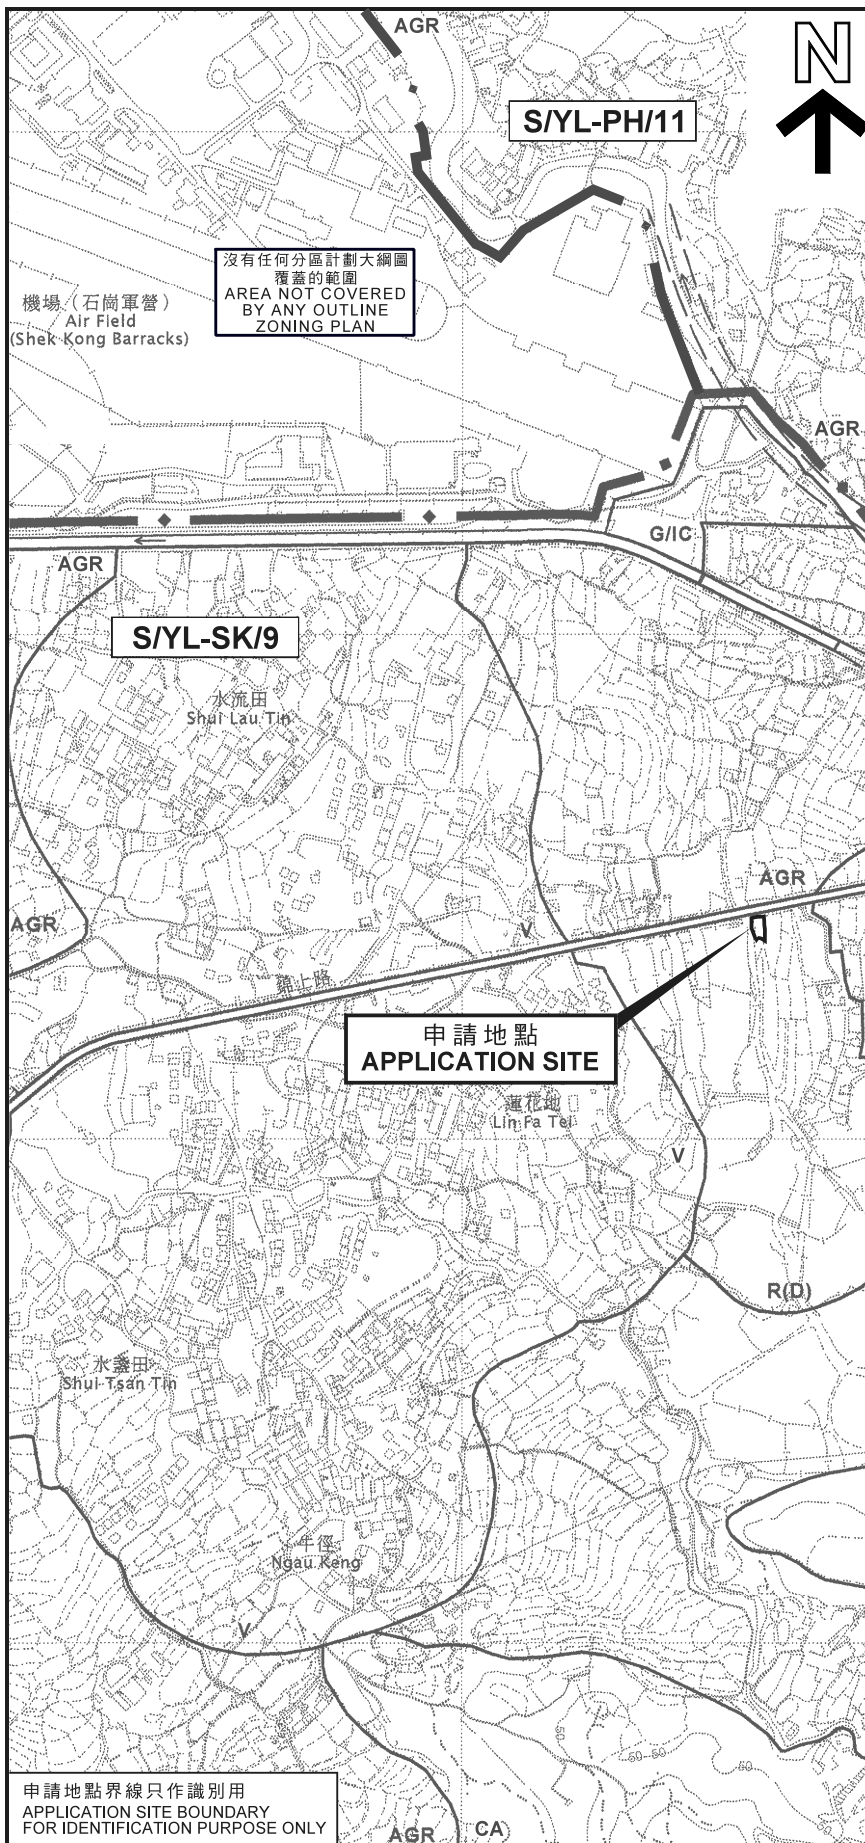 AGR
N
S/YL-PH/11
沒有任何分區計劃大綱圖
覆蓋的範圍
AREA NOT COVERED
BY ANY OUTLINE
ZONING PLAN
機場（石崗軍營）
Air Field
(Shek Kong Barracks)
AGR
G/IC
AGR
S/YL-SK/9
水流田
Shui Lau Tin
AGR
AGR
V
錦上路
申請地點
APPLICATION SITE
蓮花地
Lin Fa Tei
V
R(D)
水盞田
Shui Tsan Tin
牛徑
Ngau Keng
V
50
50
50
60
申請地點界線只作識別用
APPLICATION SITE BOUNDARY
FOR IDENTIFICATION PURPOSE ONLY
AGR
CA